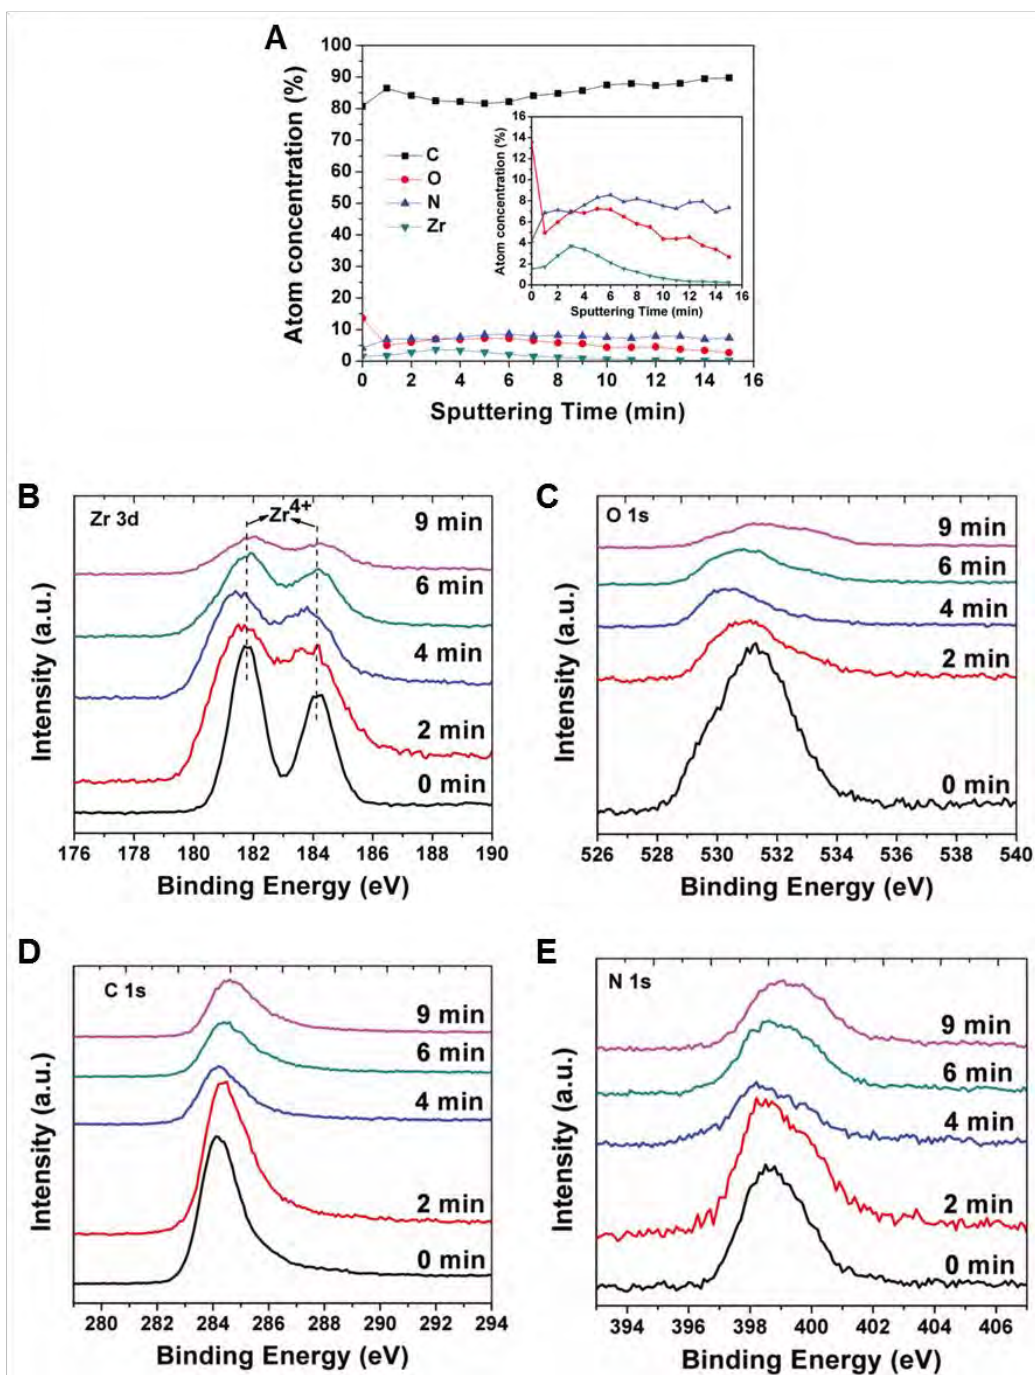 A
Atom concentration (%)
100
90
80
70
60
50
40
30
20
10
0
C
O
N
Zr
Atom concentration (%)
16
14
12
10
8
6
4
2
0
0 2 4 6 8 10 12 14 16
Sputtering Time (min)
0 2 4 6 8 10 12 14 16
Sputtering Time (min)
B
Zr 3d
Zr4+
9 min
6 min
4 min
2 min
0 min
Intensity (a.u.)
176 178 180 182 184 186 188 190
Binding Energy (eV)
C
O 1s
9 min
6 min
4 min
2 min
0 min
Intensity (a.u.)
526 528 530 532 534 536 538 540
Binding Energy (eV)
D
C 1s
9 min
6 min
4 min
2 min
0 min
Intensity (a.u.)
280 282 284 286 288 290 292 294
Binding Energy (eV)
E
N 1s
9 min
6 min
4 min
2 min
0 min
Intensity (a.u.)
394 396 398 400 402 404 406
Binding Energy (eV)